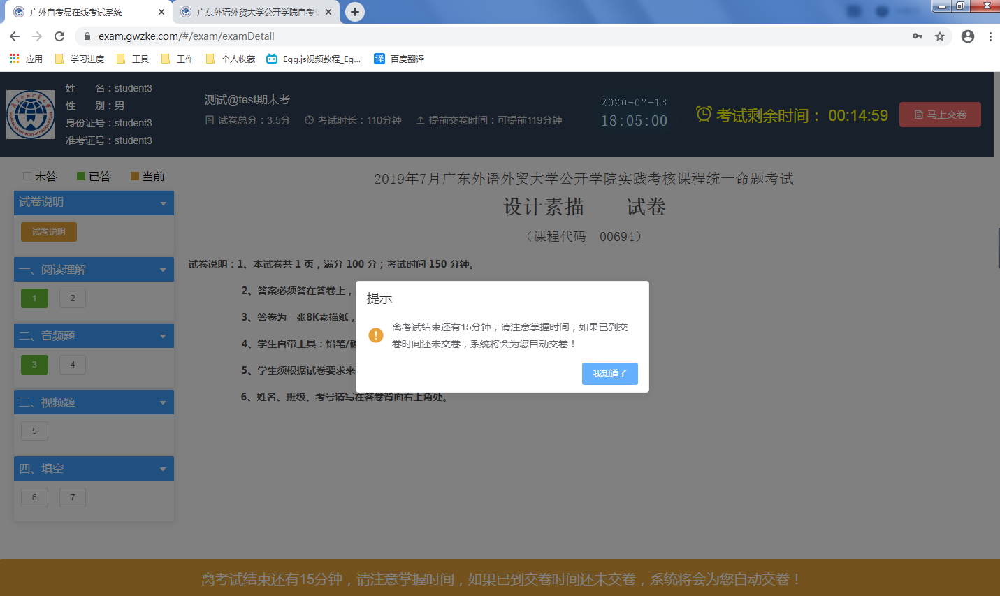 广外自考易在线考试系统
广东外语外贸大学公开学院自考
exam.gwzke.com/#/exam/examDetail
应用 学习进度 工具 工作 个人收藏 Egg.js视频教程_Eg... 译 百度翻译
姓 名：student3
性 别：男
身份证号：student3
准考证号：student3
测试@test期末考
试卷总分：3.5分 考试时长：110分钟 提前交卷时间：可提前119分钟
2020-07-13
18:05:00
考试剩余时间： 00:14:59
马上交卷
未答 已答 当前
试卷说明
试卷说明
一、阅读理解
1 2
二、音频题
3 4
三、视频题
5
四、填空
6 7
2019年7月广东外语外贸大学公开学院实践考核课程统一命题考试
设计素描 试卷
（课程代码 00694）
试卷说明：1、本试卷共 1 页，满分 100 分；考试时间 150 分钟。
2、答案必须答在答卷上，
3、答卷为一张8K素描纸，
4、学生自带工具：铅笔/
5、学生须根据试卷要求来
6、姓名、班级、考号请写在答卷背面右上角处。
提示
离考试结束还有15分钟，请注意掌握时间，如果已到交
卷时间还未交卷，系统将会为您自动交卷！
我知道了
离考试结束还有15分钟，请注意掌握时间，如果已到交卷时间还未交卷，系统将会为您自动交卷！